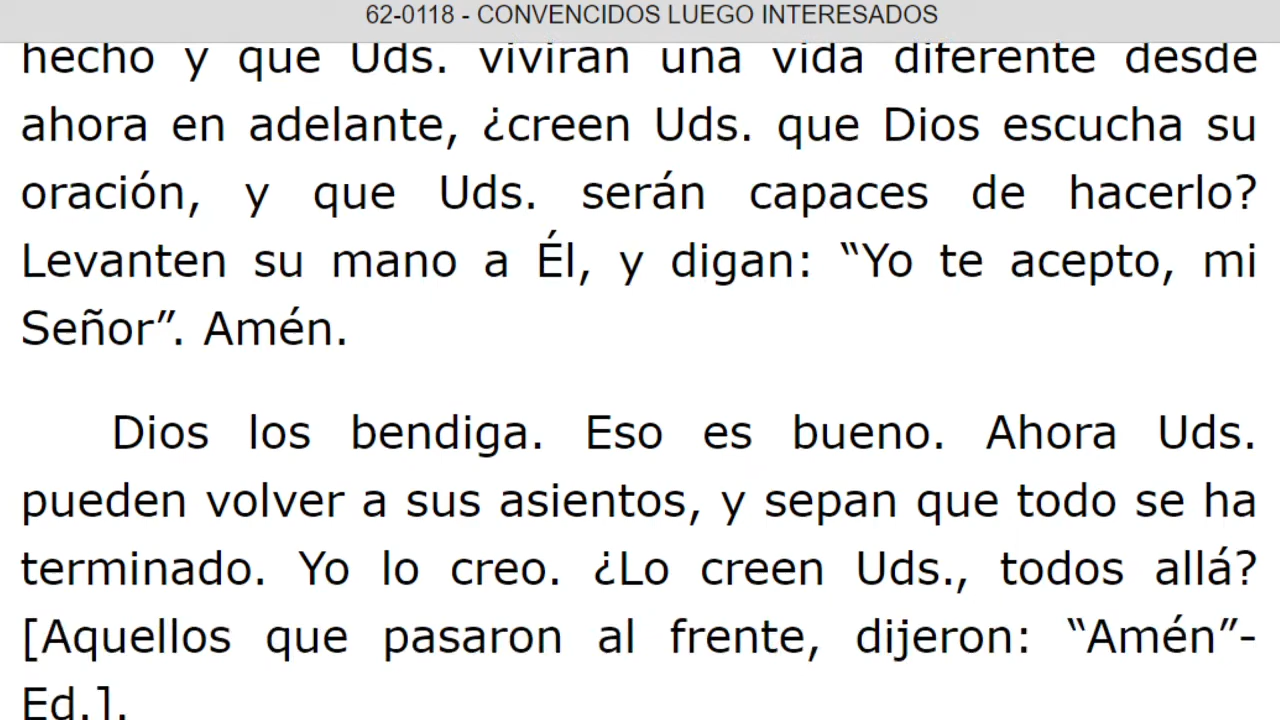 62-0118 - CONVENCIDOS LUEGO INTERESADOS
hecho y que Uds. vivirán una vida diferente desde
ahora en adelante, ¿creen Uds. que Dios escucha su
oración, y que Uds. serán capaces de hacerlo?
Levanten su mano a Él, y digan: “Yo te acepto, mi
Señor”. Amén.
Dios los bendiga. Eso es bueno. Ahora Uds.
pueden volver a sus asientos, y sepan que todo se ha
terminado. Yo lo creo. ¿Lo creen Uds., todos allá?
[Aquellos que pasaron al frente, dijeron: “Amén”-
Ed.].